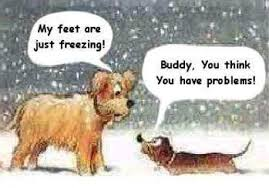 My feet are
just freezing!
Buddy, You think
You have problems!